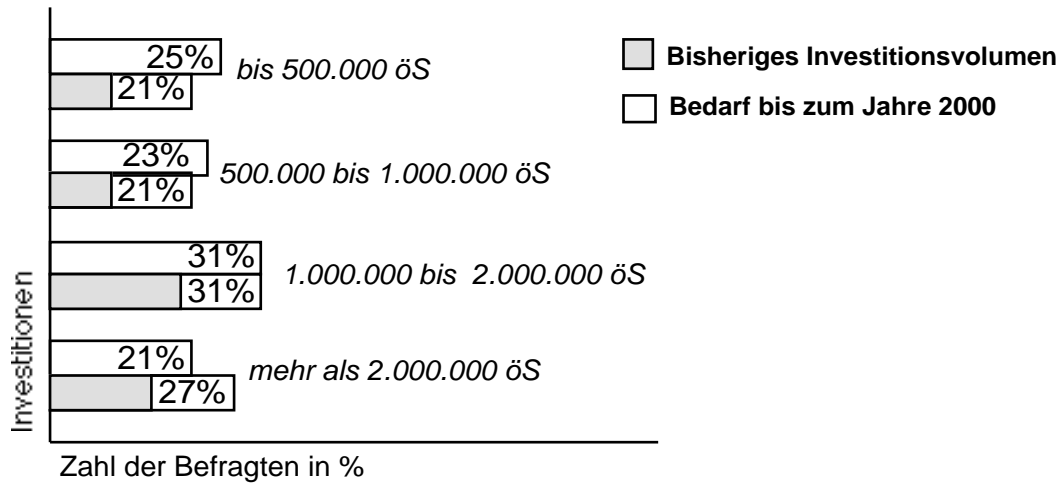 25%
bis 500.000 öS
21%
Bisheriges Investitionsvolumen
Bedarf bis zum Jahre 2000
23%
500.000 bis 1.000.000 öS
21%
31%
1.000.000 bis 2.000.000 öS
31%
21%
mehr als 2.000.000 öS
27%
Investitionen
Zahl der Befragten in %